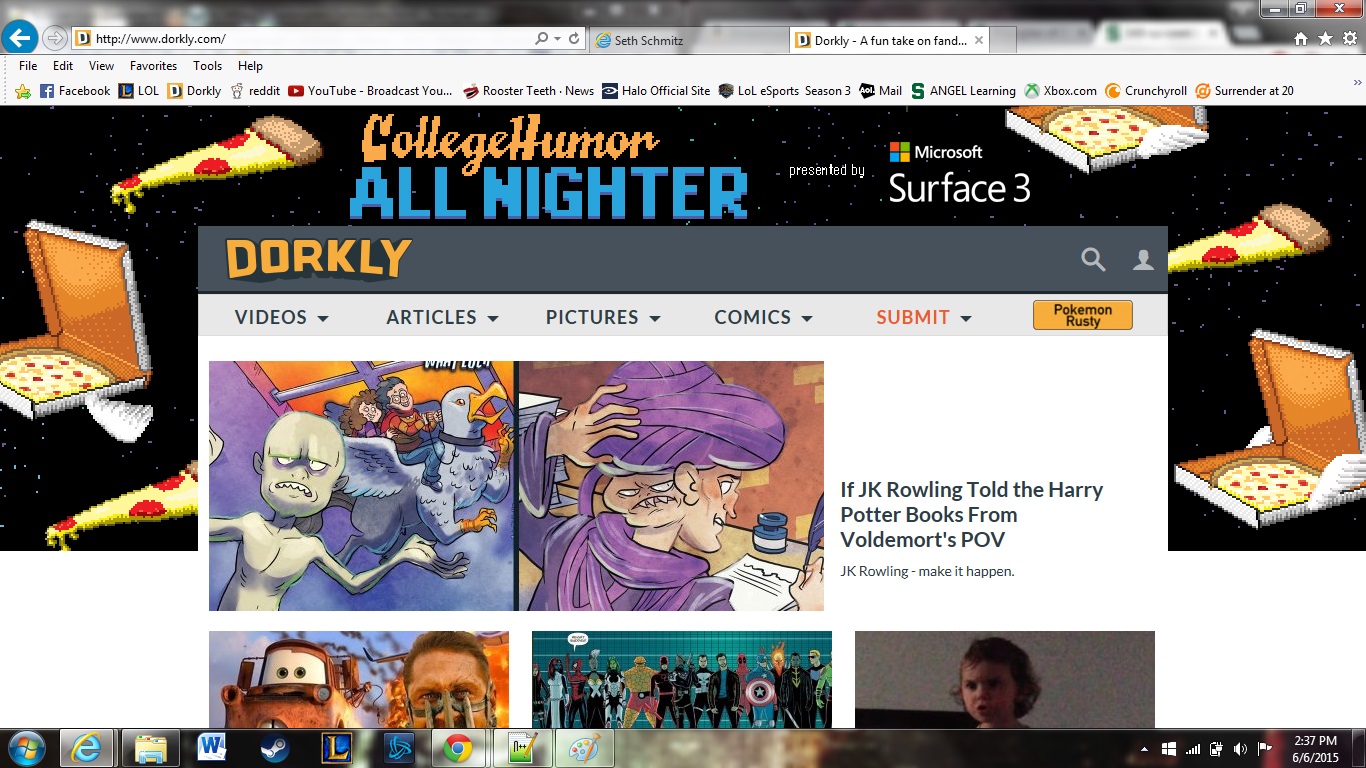 http://www.dorkly.com/
Seth Schmitz
Dorkly - A fun take on fand...
File Edit View Favorites Tools Help
Facebook LOL Dorkly reddit YouTube - Broadcast You... Rooster Teeth · News Halo Official Site LoL eSports Season 3 Aol. Mail ANGEL Learning Xbox.com Crunchyroll Surrender at 20
CollegeHumor
ALL NIGHTER
presented by
Microsoft
Surface 3
DORKLY
VIDEOS ARTICLES PICTURES COMICS SUBMIT
Pokemon
Rusty
WHAT LUCK
If JK Rowling Told the Harry
Potter Books From
Voldemort's POV
JK Rowling - make it happen.
2:37 PM
6/6/2015